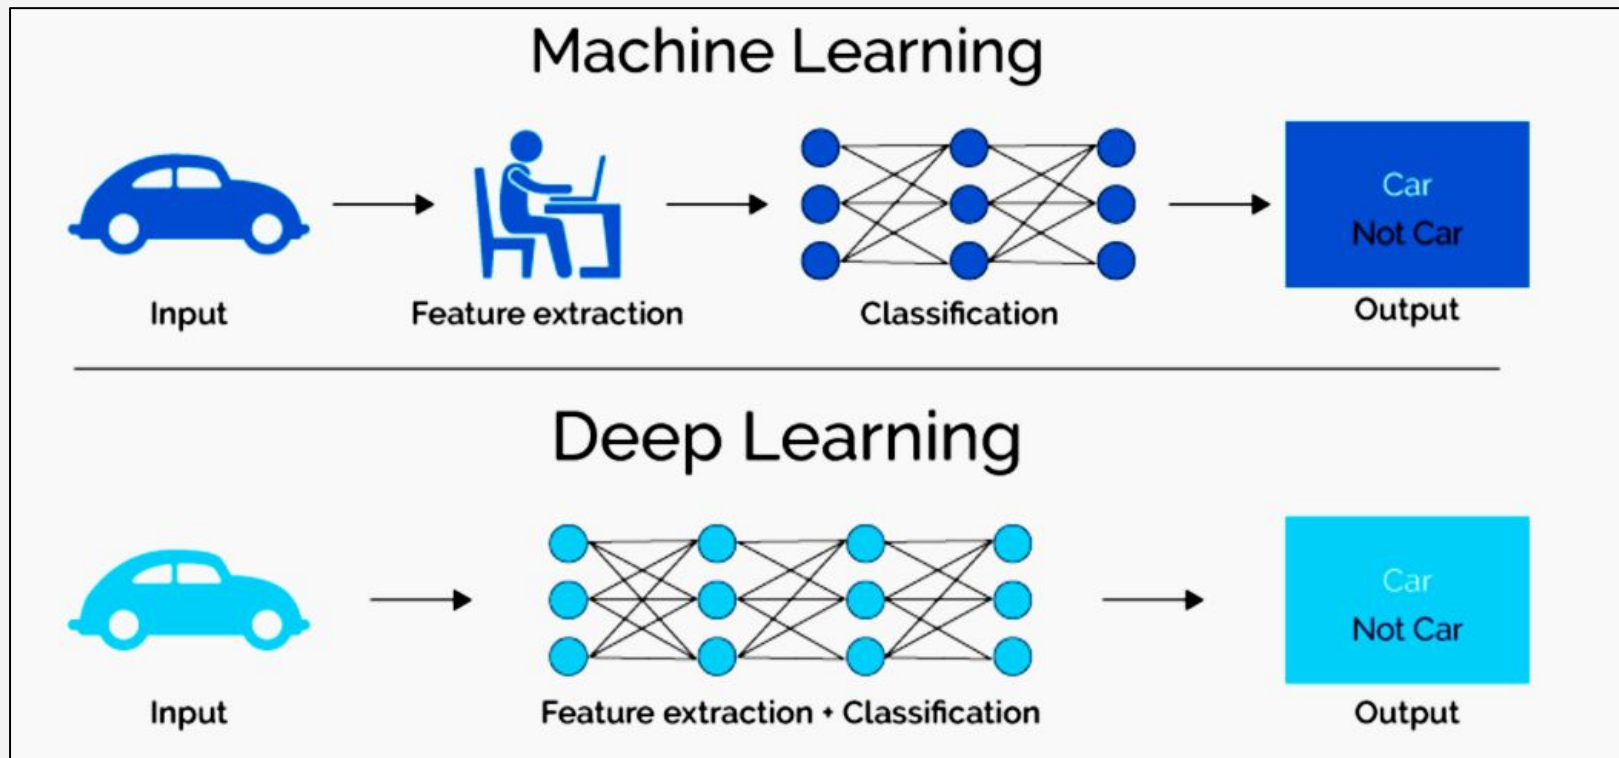 Machine Learning
Car
Not Car
Input
Feature extraction
Classification
Output
Deep Learning
Car
Not Car
Input
Feature extraction + Classification
Output